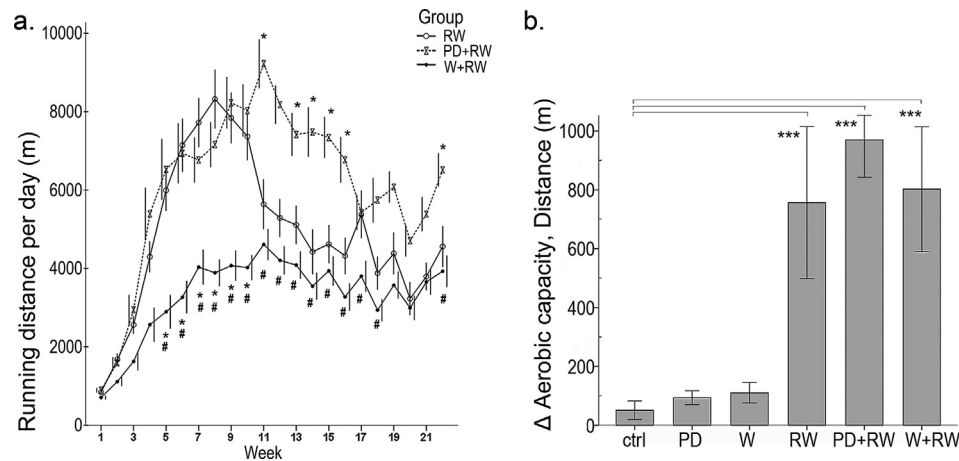 a.
Group
RW
PD+RW
W+RW
Running distance per day (m)
10000
8000
6000
4000
2000
0
* * * * * *
* * * * * *
# # # # # # # # # # # # # # #
1 3 5 7 9 11 13 15 17 19 21
Week
b.
Δ Aerobic capacity, Distance (m)
1000
800
600
400
200
0
*** *** ***
ctrl PD W RW PD+RW W+RW